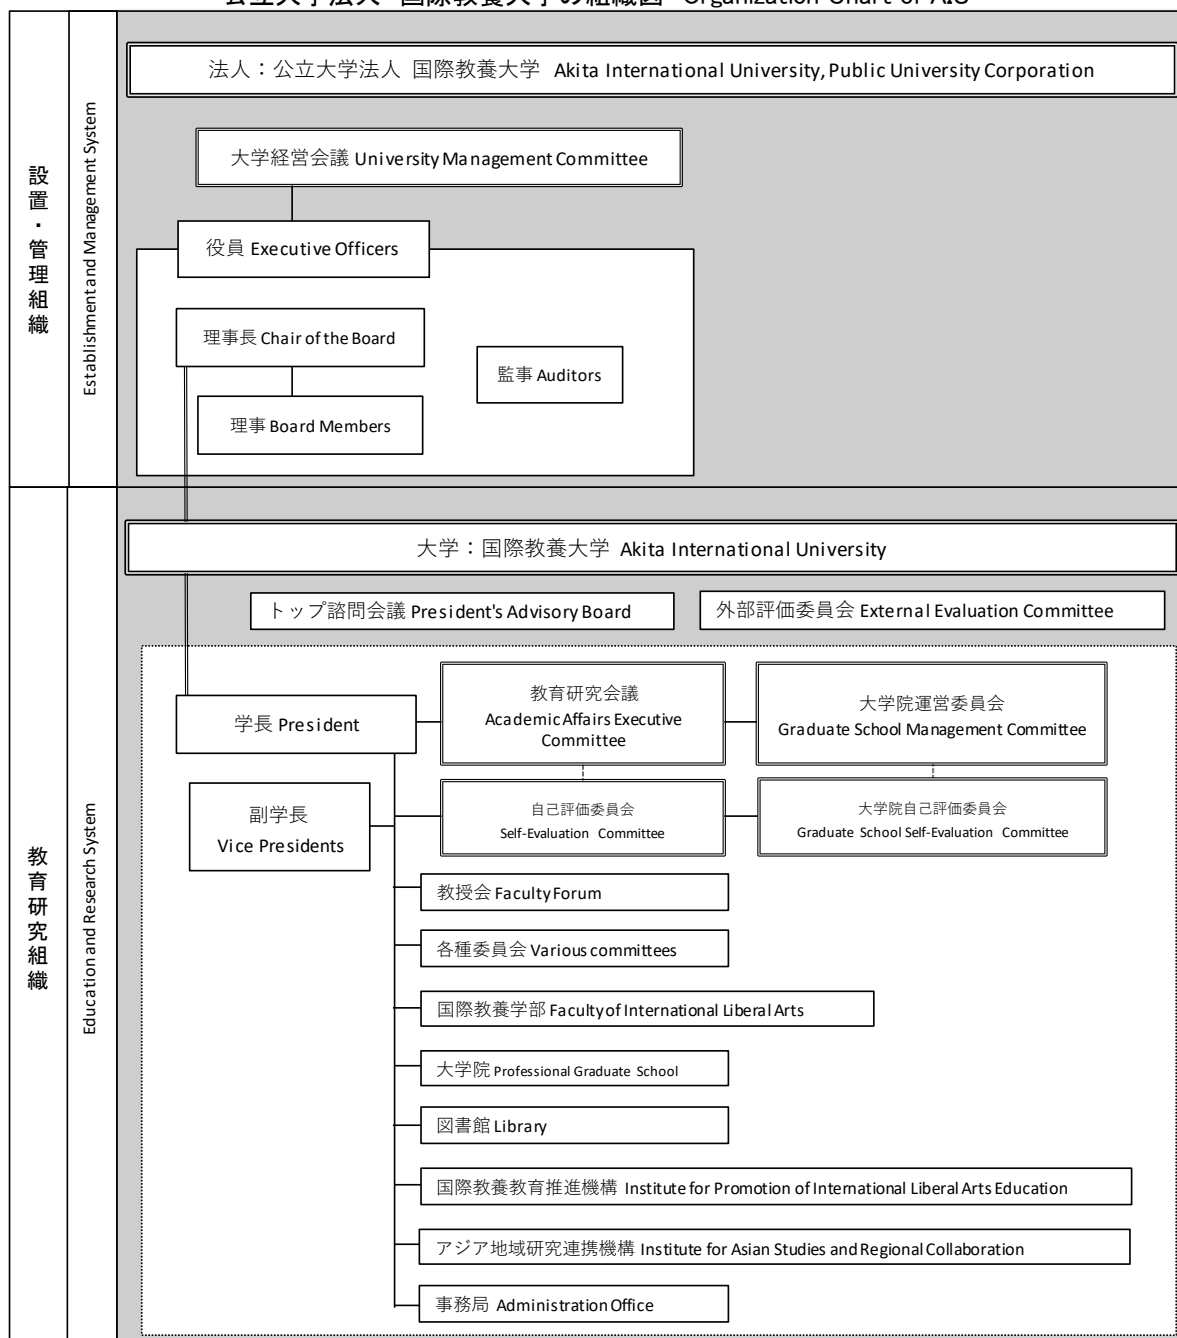 公立大学法人 国際教養大学の組織図 Organization Chart of AIU
設置・管理組織
Establishment and Management System
法人：公立大学法人 国際教養大学 Akita International University, Public University Corporation
大学経営会議 University Management Committee
役員 Executive Officers
理事長 Chair of the Board
監事 Auditors
理事 Board Members
教育研究組織
Education and Research System
大学：国際教養大学 Akita International University
トップ諮問会議 President's Advisory Board
外部評価委員会 External Evaluation Committee
学長 President
教育研究会議
Academic Affairs Executive
Committee
大学院運営委員会
Graduate School Management Committee
副学長
Vice Presidents
自己評価委員会
Self-Evaluation Committee
大学院自己評価委員会
Graduate School Self-Evaluation Committee
教授会 Faculty Forum
各種委員会 Various committees
国際教養学部 Faculty of International Liberal Arts
大学院 Professional Graduate School
図書館 Library
国際教養教育推進機構 Institute for Promotion of International Liberal Arts Education
アジア地域研究連携機構 Institute for Asian Studies and Regional Collaboration
事務局 Administration Office